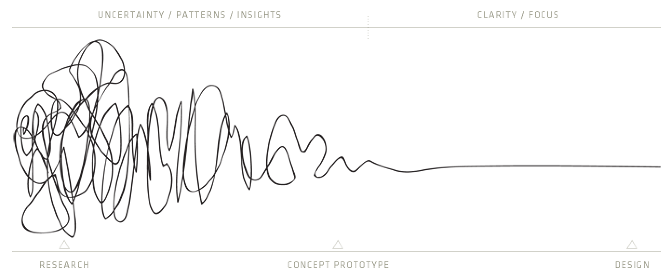 UNCERTAINTY / PATTERNS / INSIGHTS
CLARITY / FOCUS
RESEARCH
CONCEPT PROTOTYPE
DESIGN